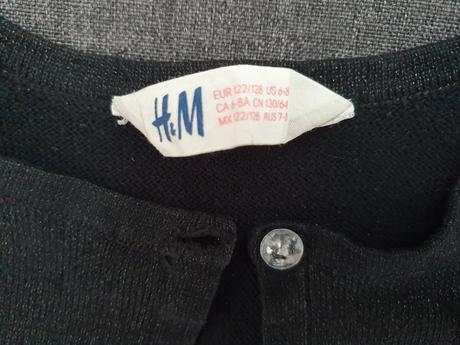 H&M
EUR 122/128 US 6-8
CA 6-8A CN 130/64
MX 122/128 AUS 7-8